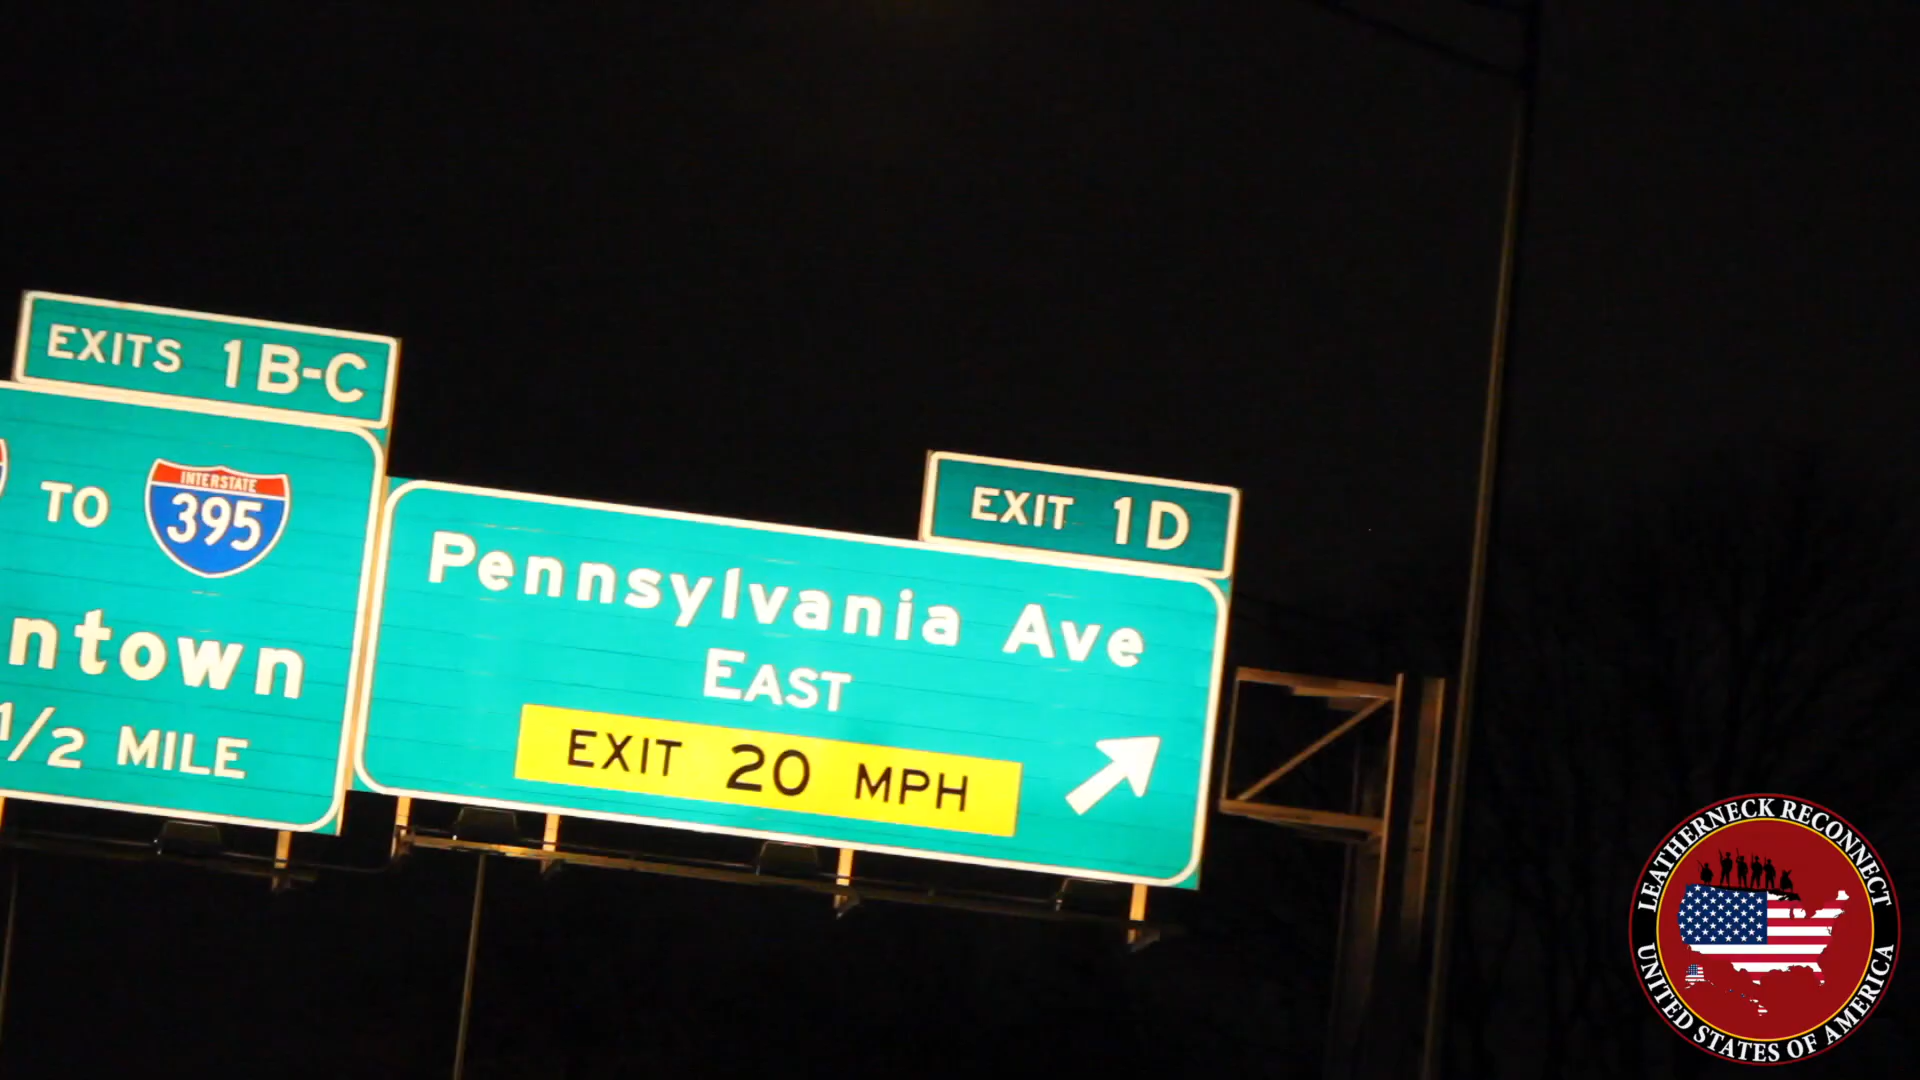 EXITS 1B-C
TO
INTERSTATE
395
ntown
1/2 MILE
EXIT 1D
Pennsylvania Ave
EAST
EXIT 20 MPH
LEATHERNECK RECONNECT
UNITED STATES OF AMERICA